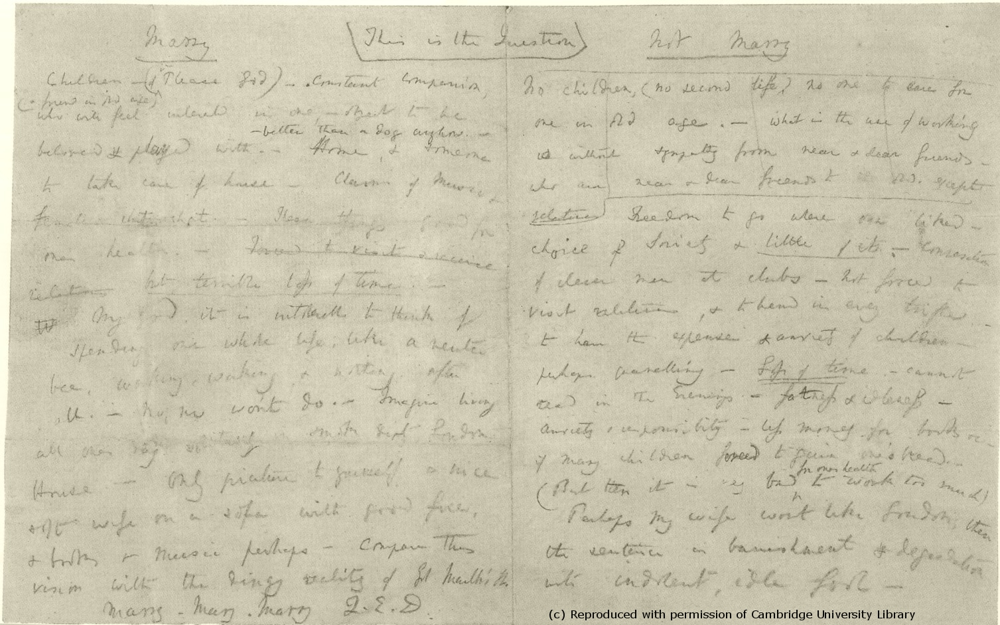 Marry
Children — (if it Please God) — Constant companion,
(& friend in old age)
who will feel interested in one, — object to be
— better than a dog anyhow. —
beloved & played with. — Home, & someone
to take care of house — Charms of Music &
female chit-chat. — These things good for
one's health. — Forced to visit & receive
relations but terrible loss of time. —
My God, it is intolerable to think of
spending ones whole life, like a neuter
bee, working, working, & nothing after
all. — No, no won't do. — Imagine living
all one's day solitarily in smoky dirty London
House — Only picture to yourself a nice
soft wife on a sofa with good fire,
& books & music perhaps — Compare this
vision with the dingy reality of Grt Marlbro' St.
Marry — Mary — Marry Q.E.D.
(This is the Question)
Not Marry
No children, (no second life), no one to care for
one in old age. — What is the use of working
without sympathy from near & dear friends —
who are near & dear friends to the old, except
relatives Freedom to go where one liked —
choice of Society & little of it. — Conversation
of clever men at clubs — Not forced to
visit relatives, & to bend in every trifle. —
to have the expense & anxiety of children —
perhaps quarelling — Loss of time. — cannot
read in the Evenings — fatness & idleness —
Anxiety & responsibility — less money for books &c —
if many children forced to gain one's bread. —
(But then it is very bad for ones health to work too much)
Perhaps my wife wont like London; then
the sentence is banishment & degradation
into indolent, idle fool —
(c) Reproduced with permission of Cambridge University Library